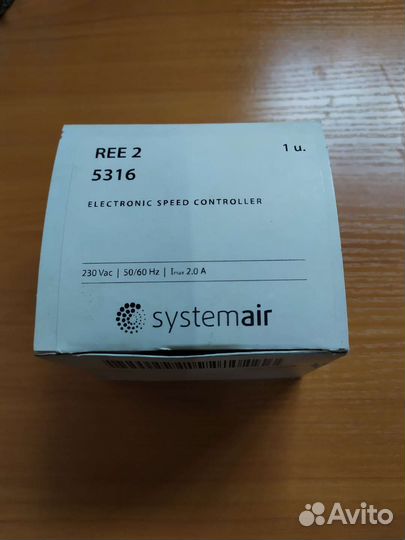 REE 2
1 u.
5316
ELECTRONIC SPEED CONTROLLER
230 Vac | 50/60 Hz | Imax 2.0 A
systemair
Avito